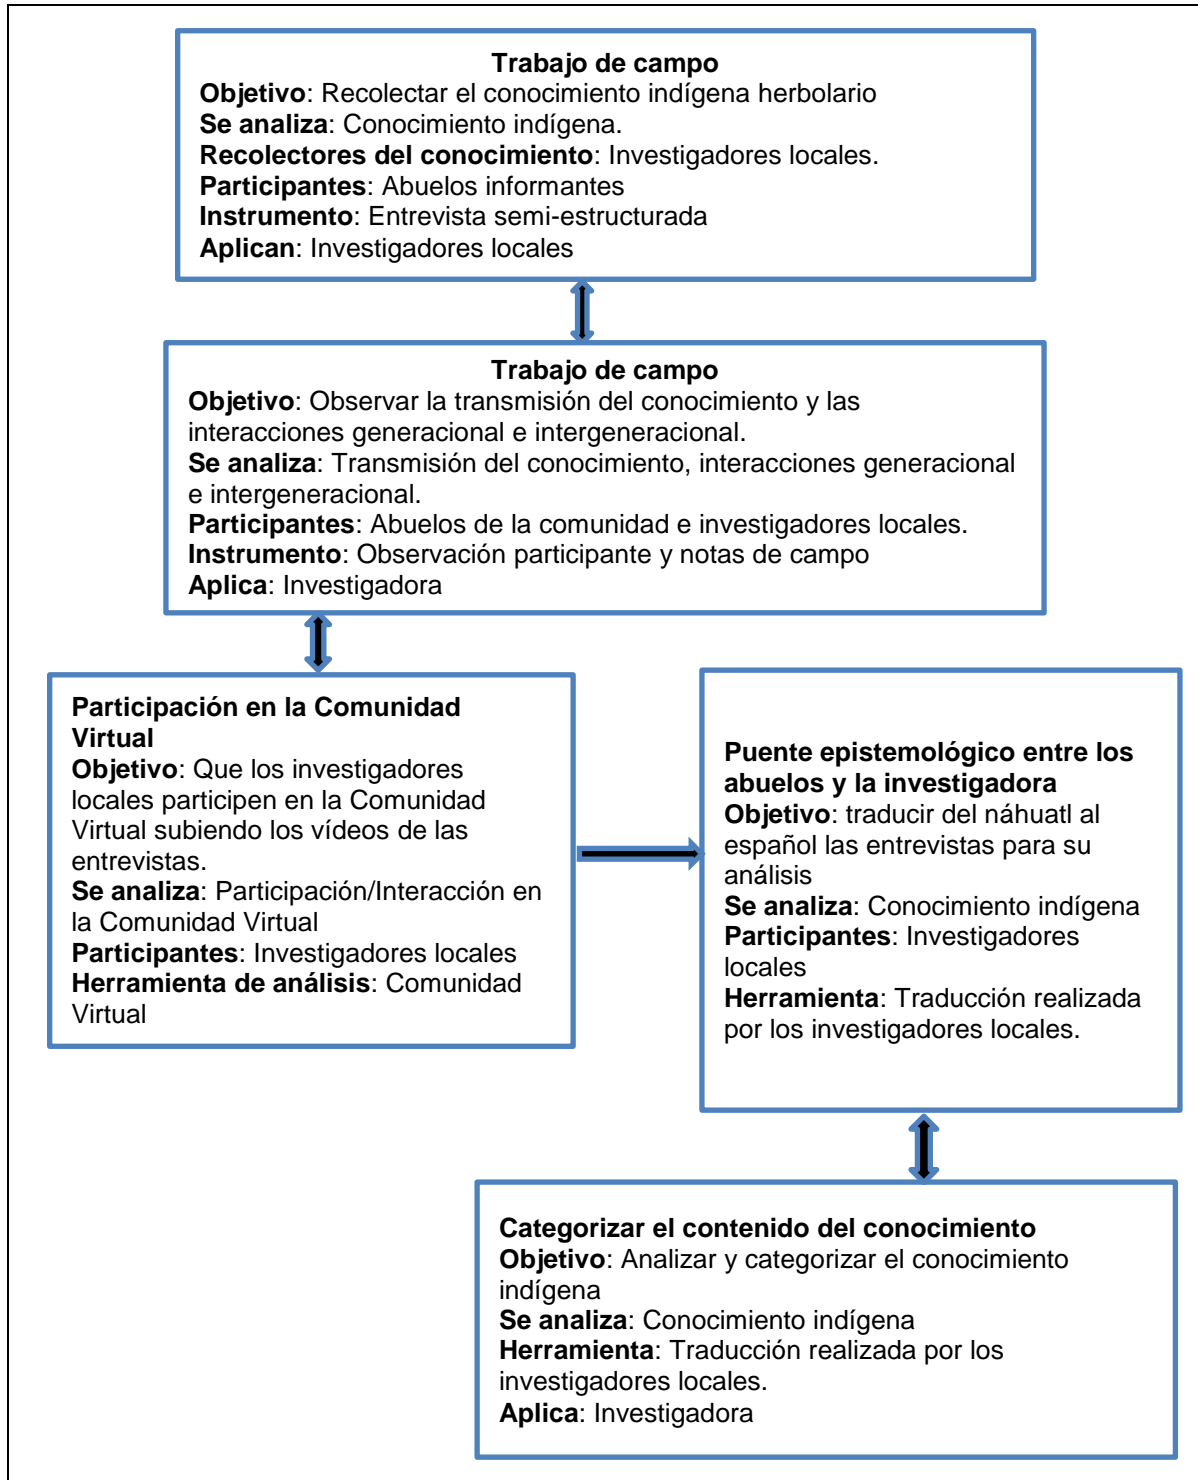 Trabajo de campo
Objetivo: Recolectar el conocimiento indígena herbolario
Se analiza: Conocimiento indígena.
Recolectores del conocimiento: Investigadores locales.
Participantes: Abuelos informantes
Instrumento: Entrevista semi-estructurada
Aplican: Investigadores locales
Trabajo de campo
Objetivo: Observar la transmisión del conocimiento y las
interacciones generacional e intergeneracional.
Se analiza: Transmisión del conocimiento, interacciones generacional
e intergeneracional.
Participantes: Abuelos de la comunidad e investigadores locales.
Instrumento: Observación participante y notas de campo
Aplica: Investigadora
Participación en la Comunidad
Virtual
Objetivo: Que los investigadores
locales participen en la Comunidad
Virtual subiendo los vídeos de las
entrevistas.
Se analiza: Participación/Interacción en
la Comunidad Virtual
Participantes: Investigadores locales
Herramienta de análisis: Comunidad
Virtual
Puente epistemológico entre los
abuelos y la investigadora
Objetivo: traducir del náhuatl al
español las entrevistas para su
análisis
Se analiza: Conocimiento indígena
Participantes: Investigadores
locales
Herramienta: Traducción realizada
por los investigadores locales.
Categorizar el contenido del conocimiento
Objetivo: Analizar y categorizar el conocimiento
indígena
Se analiza: Conocimiento indígena
Herramienta: Traducción realizada por los
investigadores locales.
Aplica: Investigadora